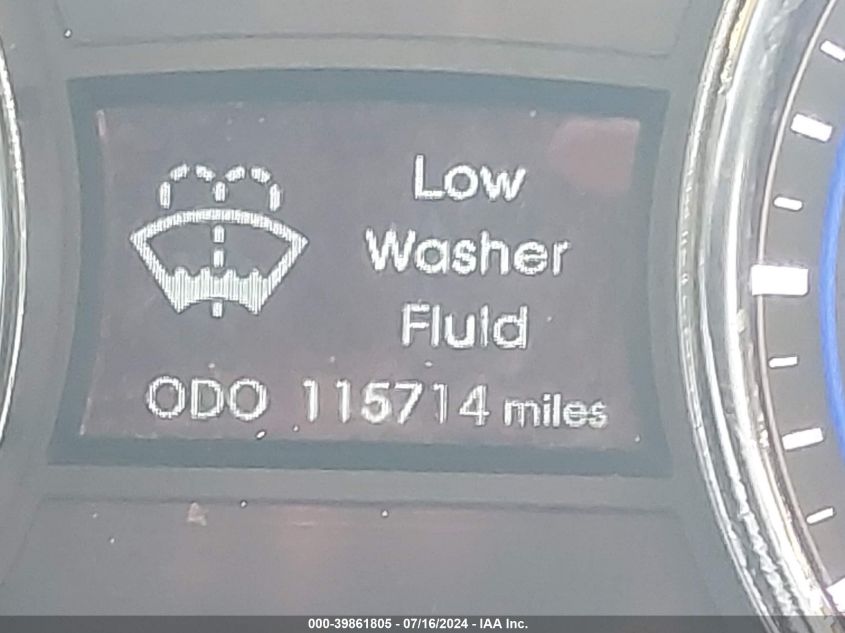 Low
Washer
Fluid
ODO 115714 miles
000-39861805 - 07/16/2024 - IAA Inc.